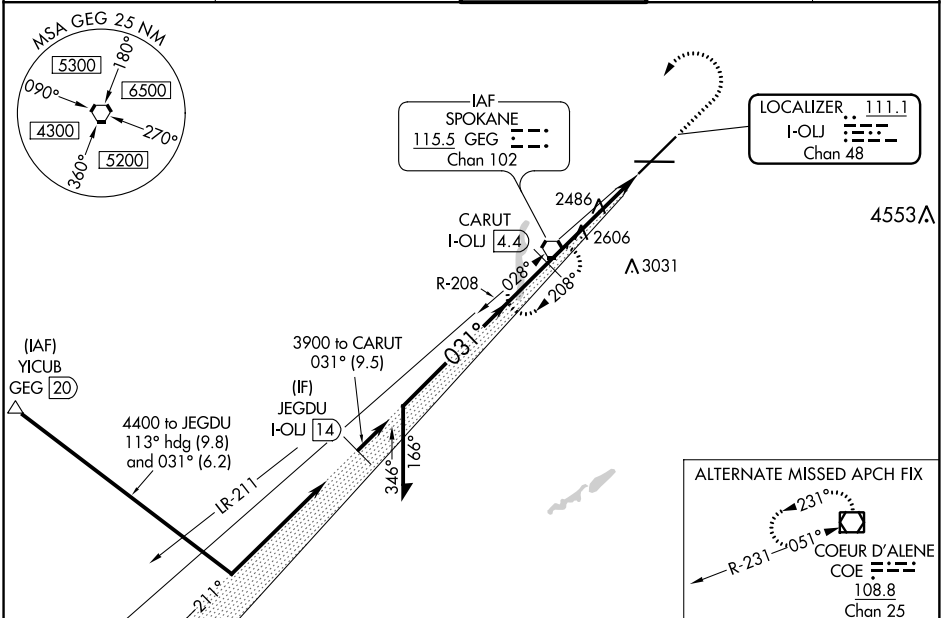 MSA GEG 25 NM
5300
180°
090°
6500
4300
270°
360°
5200
IAF
SPOKANE
115.5 GEG
Chan 102
LOCALIZER 111.1
I-OLJ
Chan 48
2486
4553
CARUT
I-OLJ 4.4
2606
3031
R-208
028°
208°
031°
3900 to CARUT
031° (9.5)
(IAF)
YICUB
GEG 20
(IF)
JEGDU
I-OLJ 14
4400 to JEGDU
113° hdg (9.8)
and 031° (6.2)
346°
166°
LR-211
211°
ALTERNATE MISSED APCH FIX
231°
R-231
051°
COEUR D'ALENE
COE
108.8
Chan 25